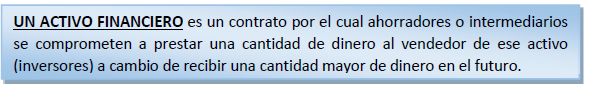 UN ACTIVO FINANCIERO es un contrato por el cual ahorradores o intermediarios
se comprometen a prestar una cantidad de dinero al vendedor de ese activo
(inversores) a cambio de recibir una cantidad mayor de dinero en el futuro.